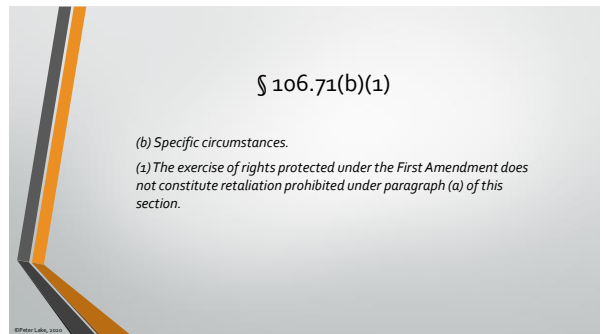 § 106.71(b)(1)
(b) Specific circumstances.
(1) The exercise of rights protected under the First Amendment does
not constitute retaliation prohibited under paragraph (a) of this
section.
©Peter Lake, 2020